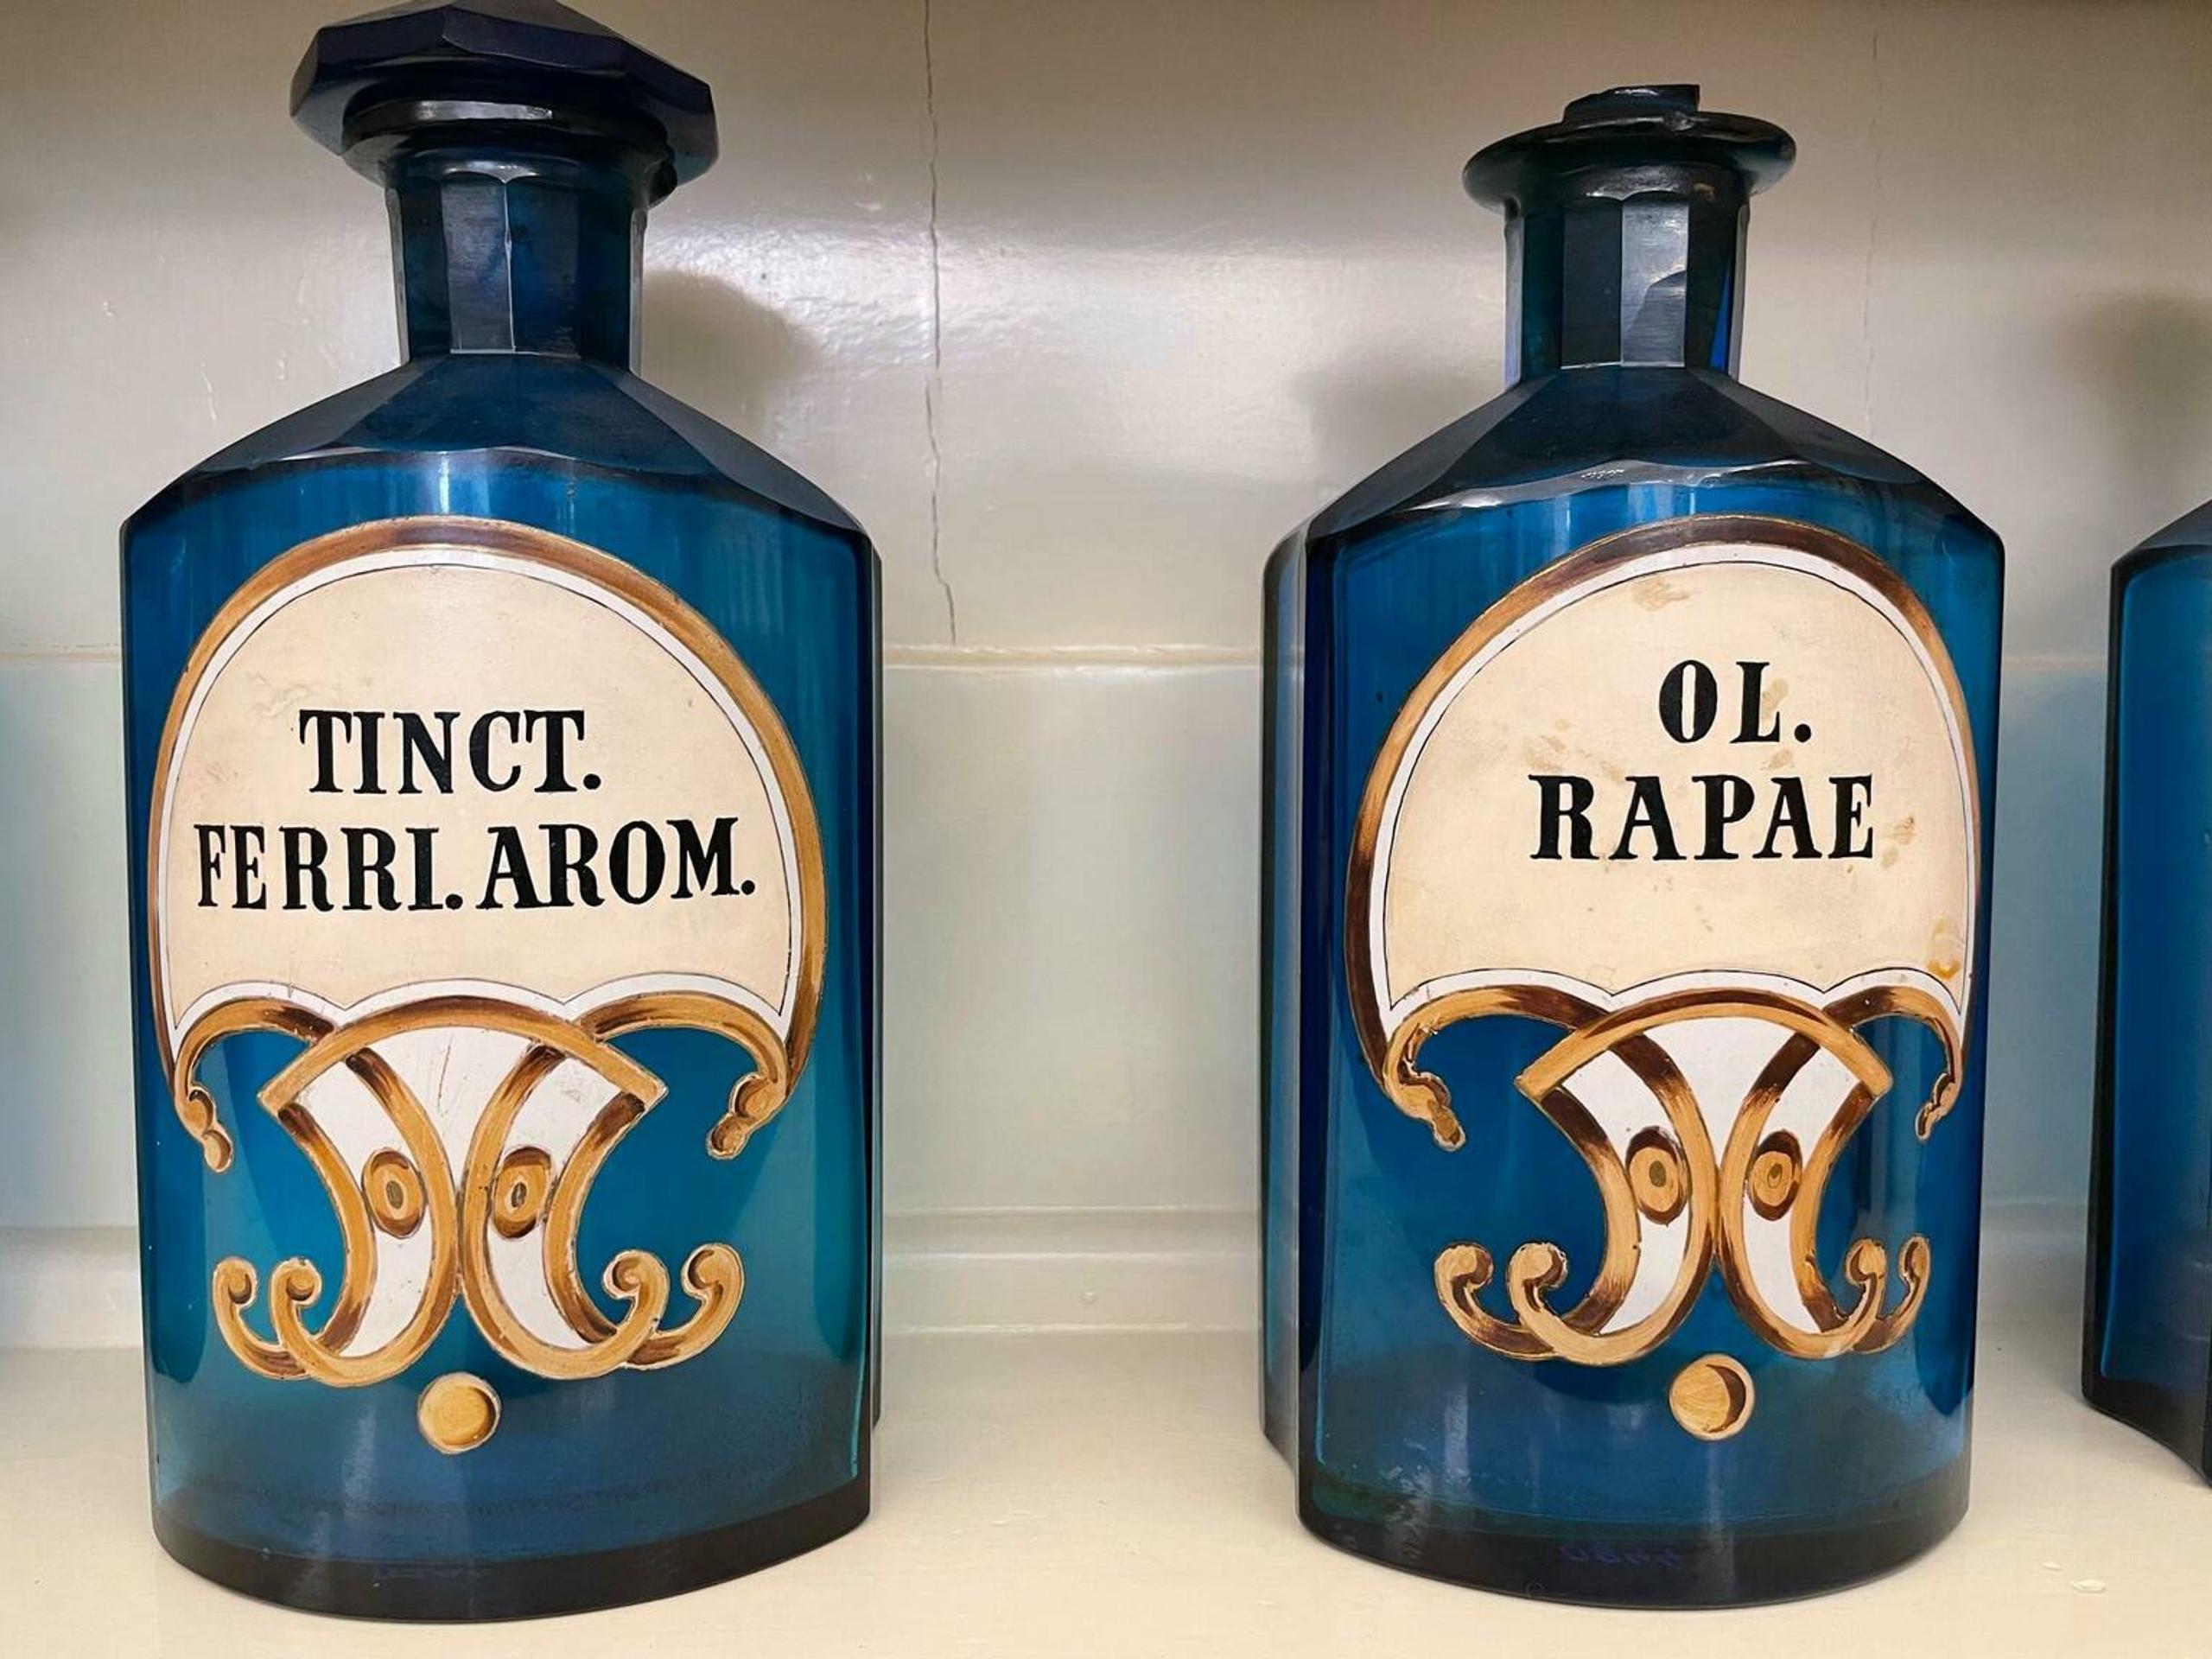 TINCT.
FERRI. AROM.
OL.
RAPAE